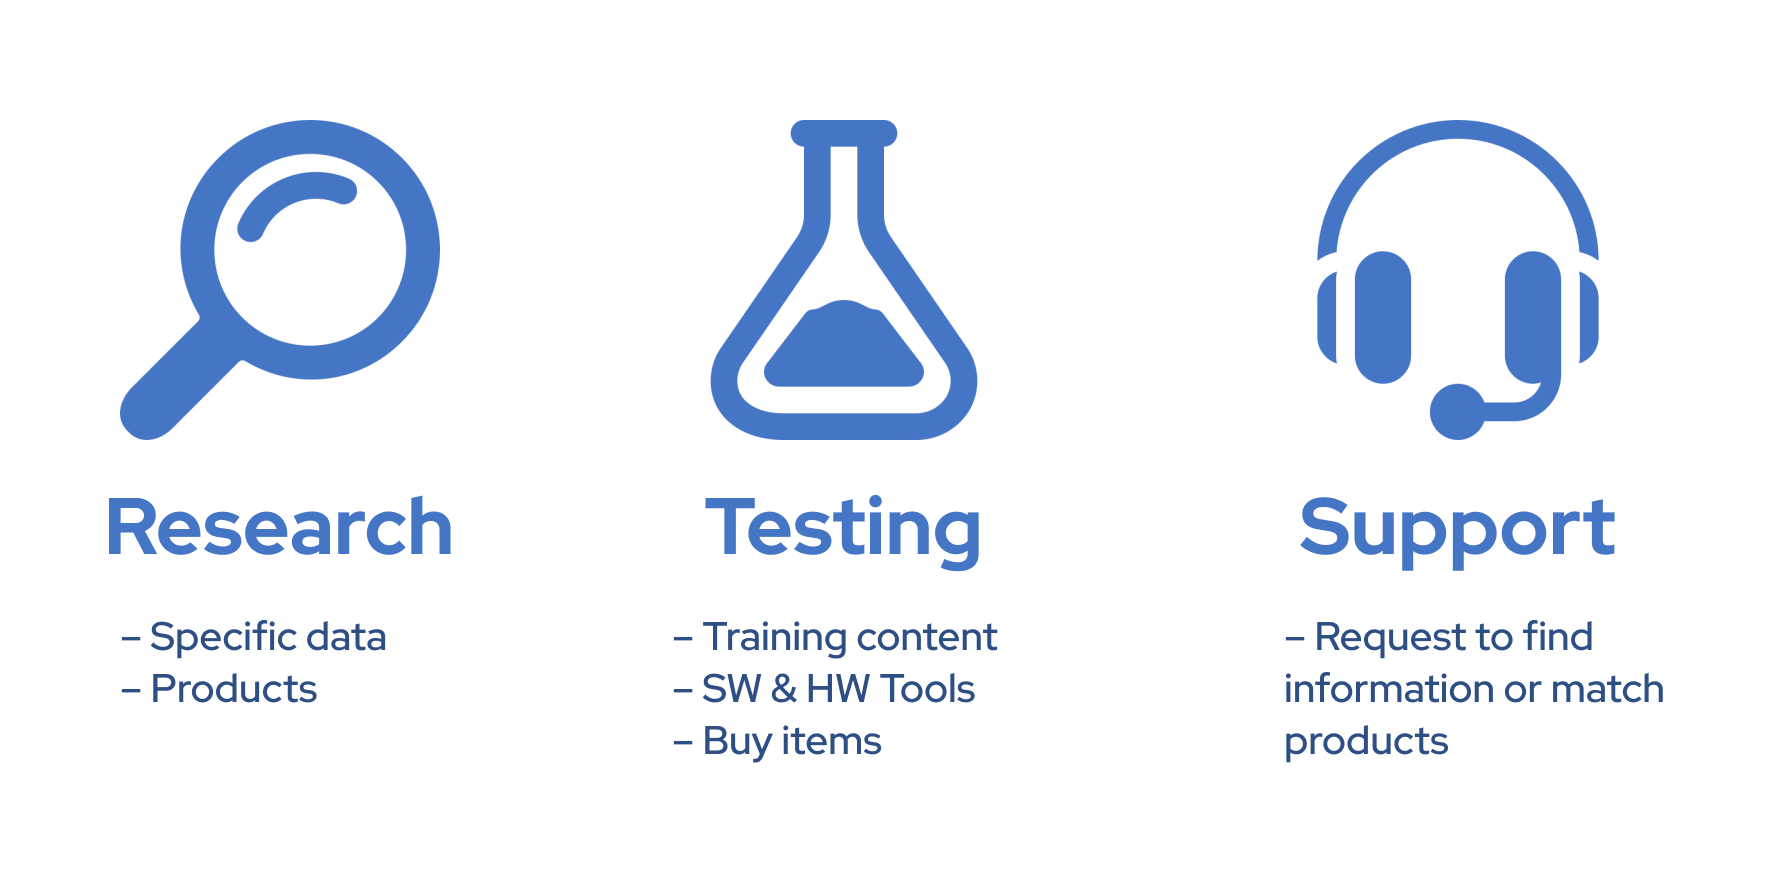 Research
– Specific data
– Products
Testing
– Training content
– SW & HW Tools
– Buy items
Support
– Request to find
information or match
products